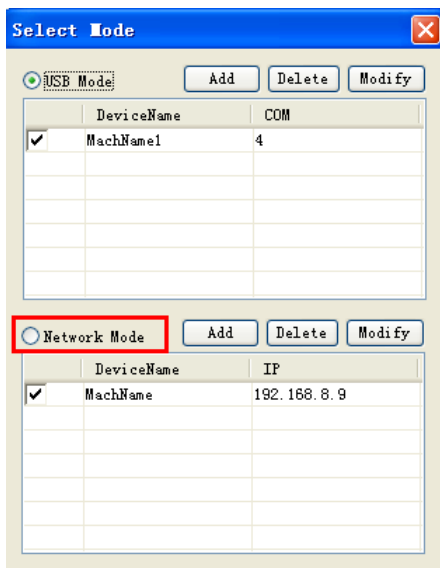 Select Mode
USB Mode Add Delete Modify
DeviceName COM
MachName1 4
Network Mode Add Delete Modify
DeviceName IP
MachName 192.168.8.9